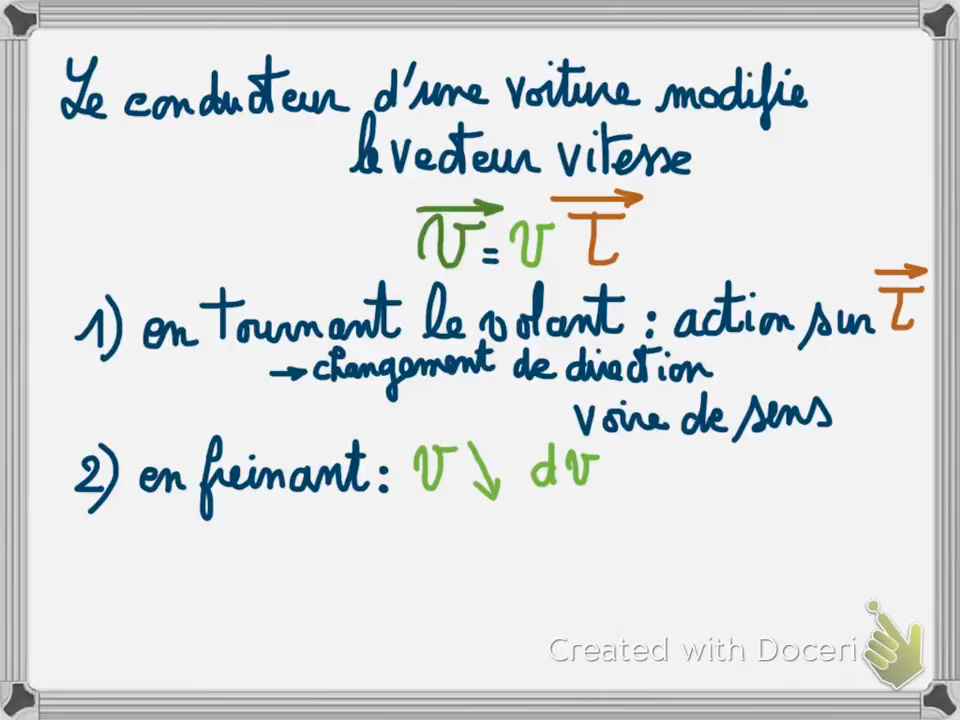 Le conducteur d'une voiture modifie
le vecteur vitesse
v⃗ = v τ⃗
1) en tournant le volant : action sur τ⃗
→ changement de direction
voire de sens
2) en freinant : v ↘ dv
Created with Doceri